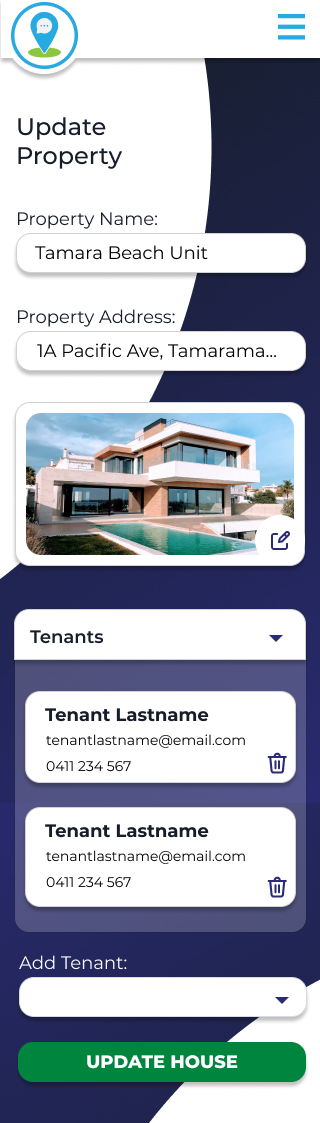 Update
Property
Property Name:
Tamara Beach Unit
Property Address:
1A Pacific Ave, Tamarama...
Tenants
Tenant Lastname
tenantlastname@email.com
0411 234 567
Tenant Lastname
tenantlastname@email.com
0411 234 567
Add Tenant:
UPDATE HOUSE